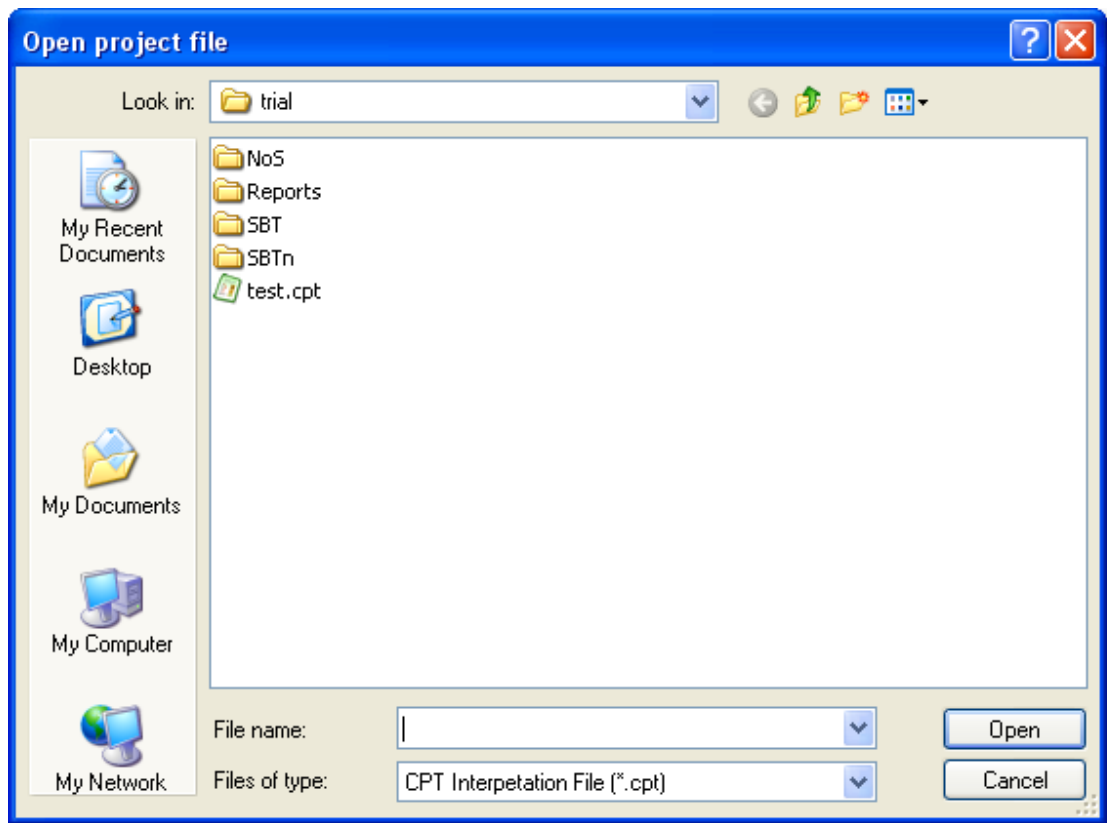 Open project file
Look in: trial
My Recent
Documents
Desktop
My Documents
My Computer
My Network
NoS
Reports
SBT
SBTn
test.cpt
File name:
Open
Files of type: CPT Interpetation File (*.cpt)
Cancel